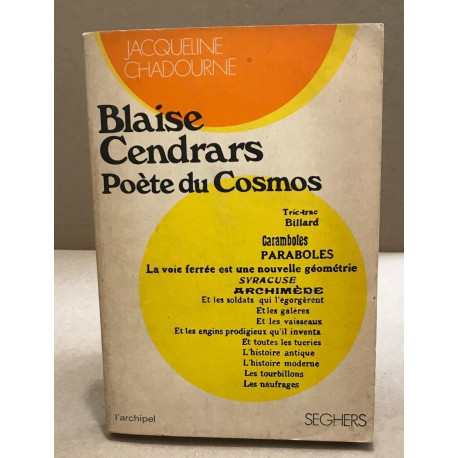 JACQUELINE
CHADOURNE
Blaise
Cendrars
Poète du Cosmos
Tric-trac
Billard
Caramboles
PARABOLES
La voie ferrée est une nouvelle géométrie
SYRACUSE
ARCHIMÈDE
Et les soldats qui l'égorgèrent
Et les galères
Et les vaisseaux
Et les engins prodigieux qu'il inventa
Et toutes les tueries
L'histoire antique
L'histoire moderne
Les tourbillons
Les naufrages
l'archipel
SEGHERS